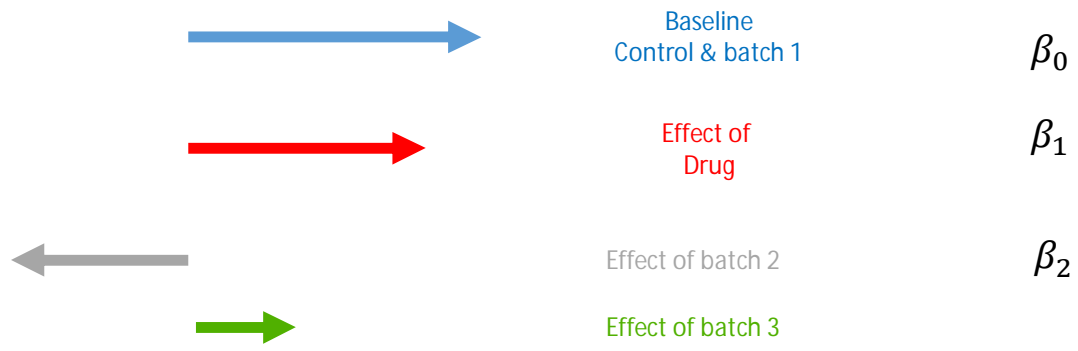 Baseline
Control & batch 1
β₀
Effect of
Drug
β₁
Effect of batch 2
β₂
Effect of batch 3